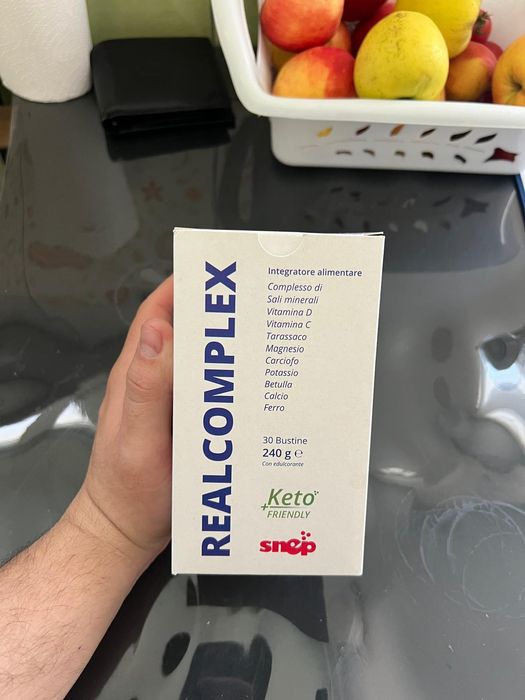 REALCOMPLEX
Integratore alimentare
Complesso di
Sali minerali
Vitamina D
Vitamina C
Tarassaco
Magnesio
Carciofo
Potassio
Betulla
Calcio
Ferro
30 Bustine
240 g ℮
Con edulcorante
+Keto
FRIENDLY
snep